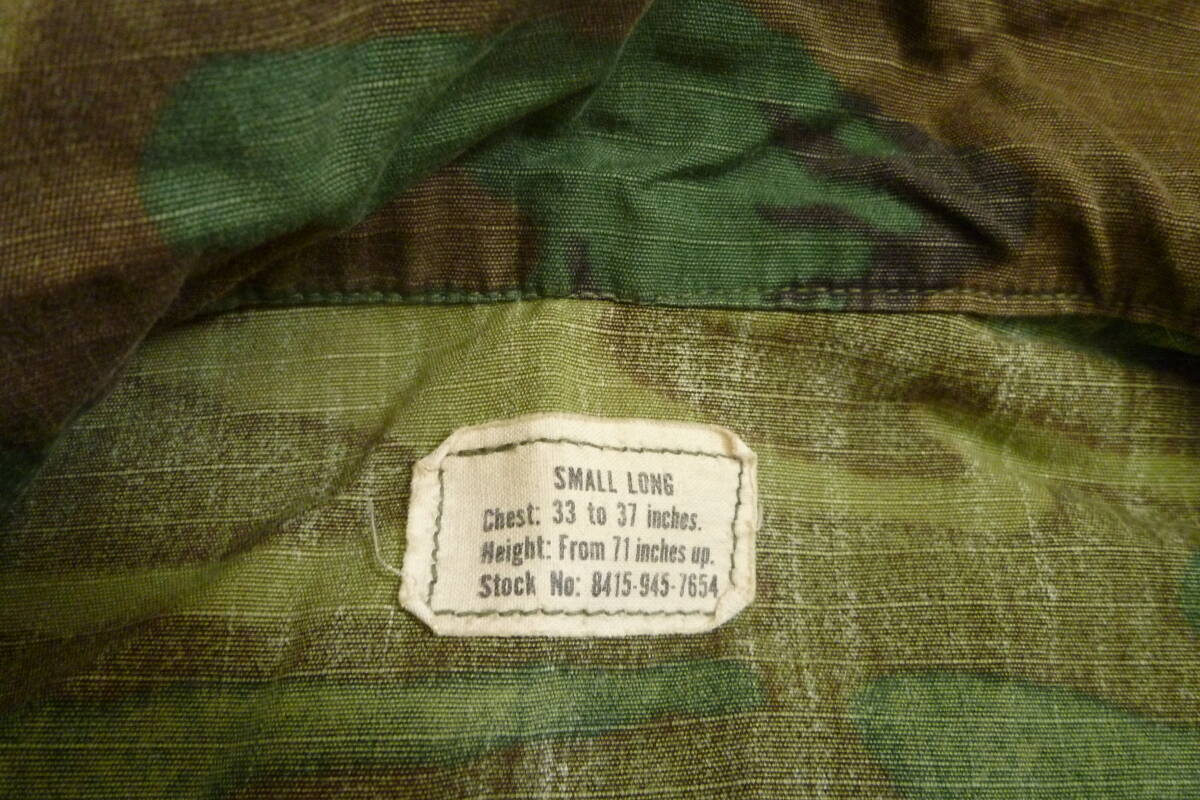 SMALL LONG
Chest: 33 to 37 inches.
Height: From 71 inches up.
Stock No: 8415-945-7654